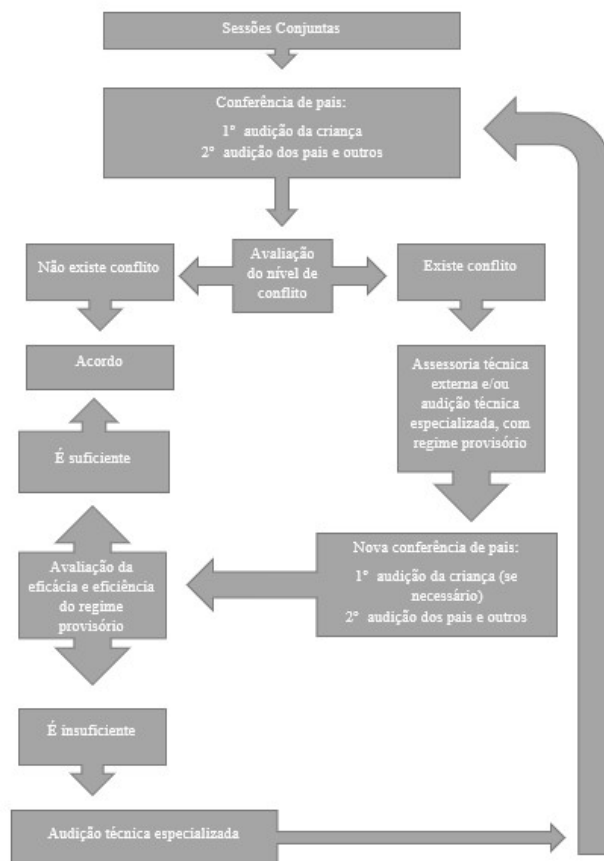 Sessões Conjuntas
Conferência de pais:
1º audição da criança
2º audição dos pais e outros
Não existe conflito
Avaliação
do nível de
conflito
Existe conflito
Acordo
Assessoria técnica
externa e/ou
audição técnica
especializada, com
regime provisório
É suficiente
Nova conferência de pais:
1º audição da criança (se
necessário)
2º audição dos pais e outros
Avaliação da
eficácia e eficiência
do regime
provisório
É insuficiente
Audição técnica especializada